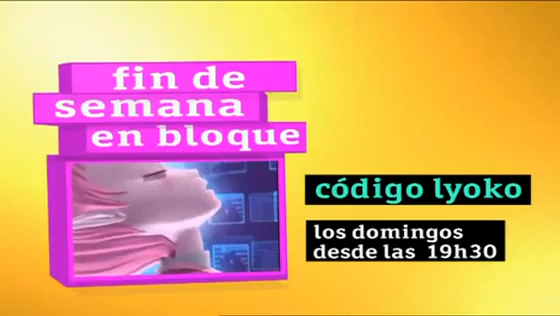 fin de
semana
en bloque
código lyoko
los domingos
desde las 19h30